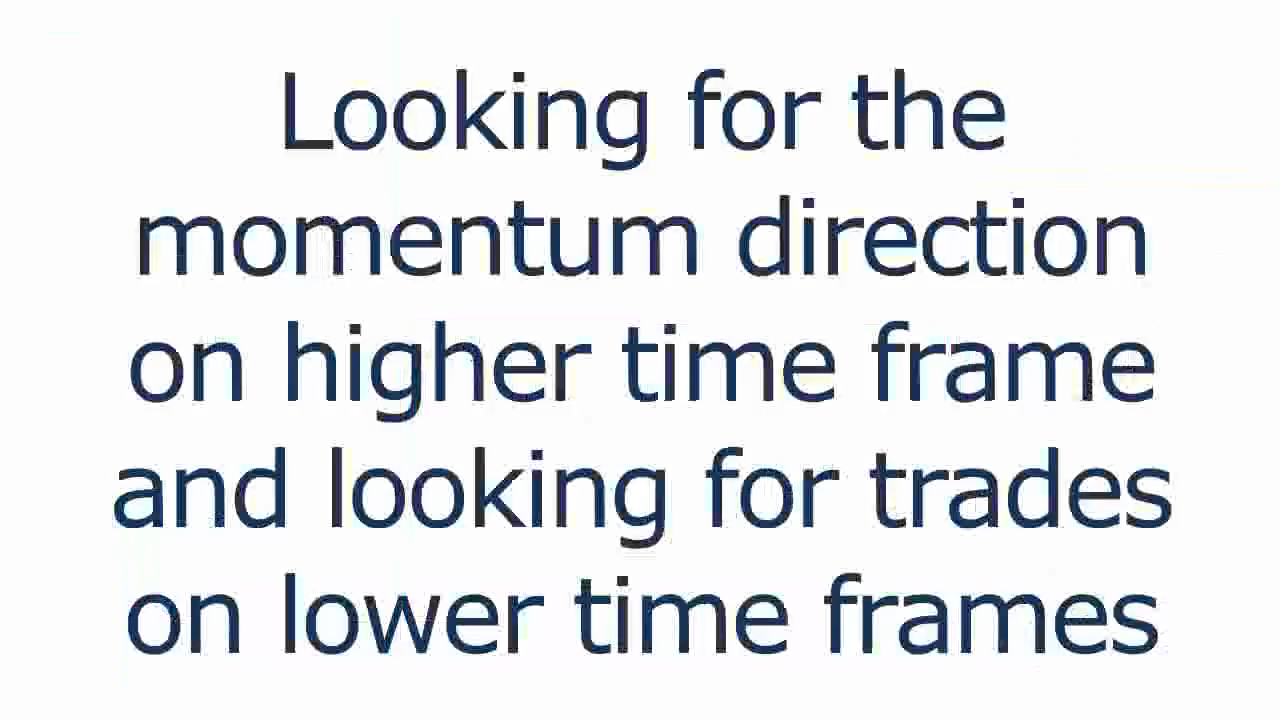 Looking for the
momentum direction
on higher time frame
and looking for trades
on lower time frames